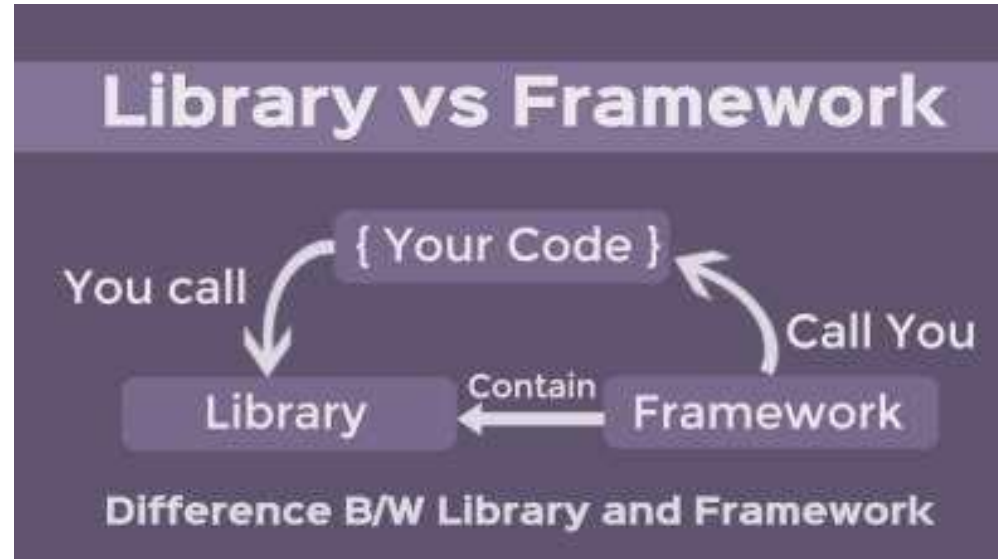 Library vs Framework
{ Your Code }
You call
Call You
Library
Contain
Framework
Difference B/W Library and Framework